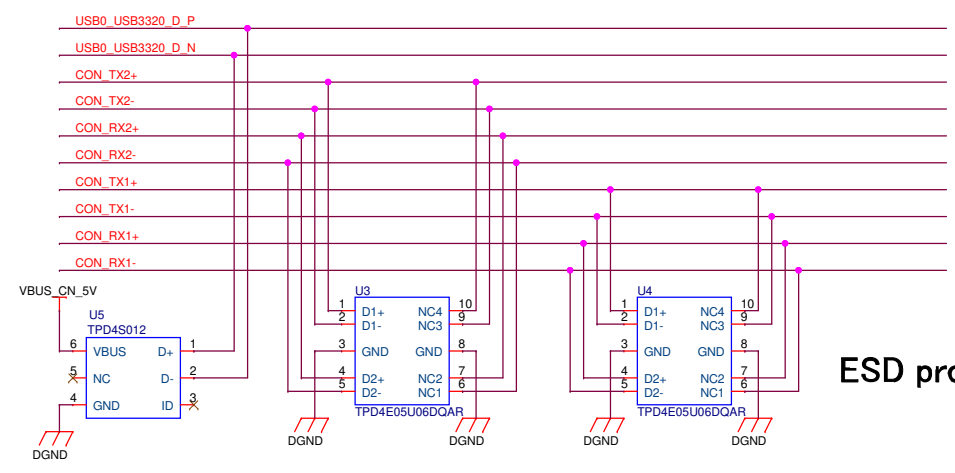 USB0_USB3320_D_P
USB0_USB3320_D_N
CON_TX2+
CON_TX2-
CON_RX2+
CON_RX2-
CON_TX1+
CON_TX1-
CON_RX1+
CON_RX1-
VBUS_CN_5V
U5
TPD4S012
6 VBUS D+ 1
5 NC D- 2
4 GND ID 3
DGND
U3
1 D1+ NC4 10
2 D1- NC3 9
3 GND GND 8
4 D2+ NC2 7
5 D2- NC1 6
TPD4E05U06DQAR
DGND DGND
U4
1 D1+ NC4 10
2 D1- NC3 9
3 GND GND 8
4 D2+ NC2 7
5 D2- NC1 6
TPD4E05U06DQAR
DGND DGND
ESD pro